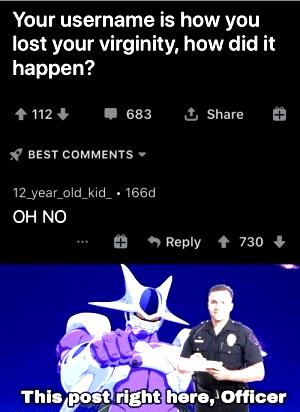 Your username is how you
lost your virginity, how did it
happen?
112 683 Share
BEST COMMENTS
12_year_old_kid_ • 166d
OH NO
... Reply 730
This post right here, Officer